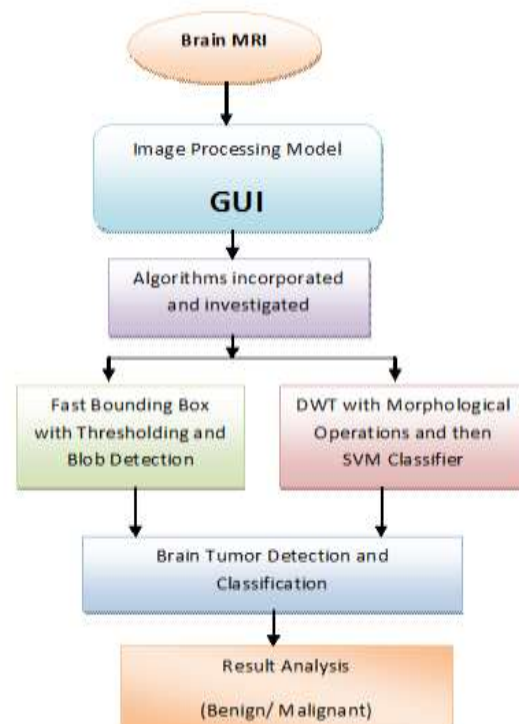 Brain MRI
Image Processing Model
GUI
Algorithms incorporated
and investigated
Fast Bounding Box
with Thresholding and
Blob Detection
DWT with Morphological
Operations and then
SVM Classifier
Brain Tumor Detection and
Classification
Result Analysis
(Benign/ Malignant)